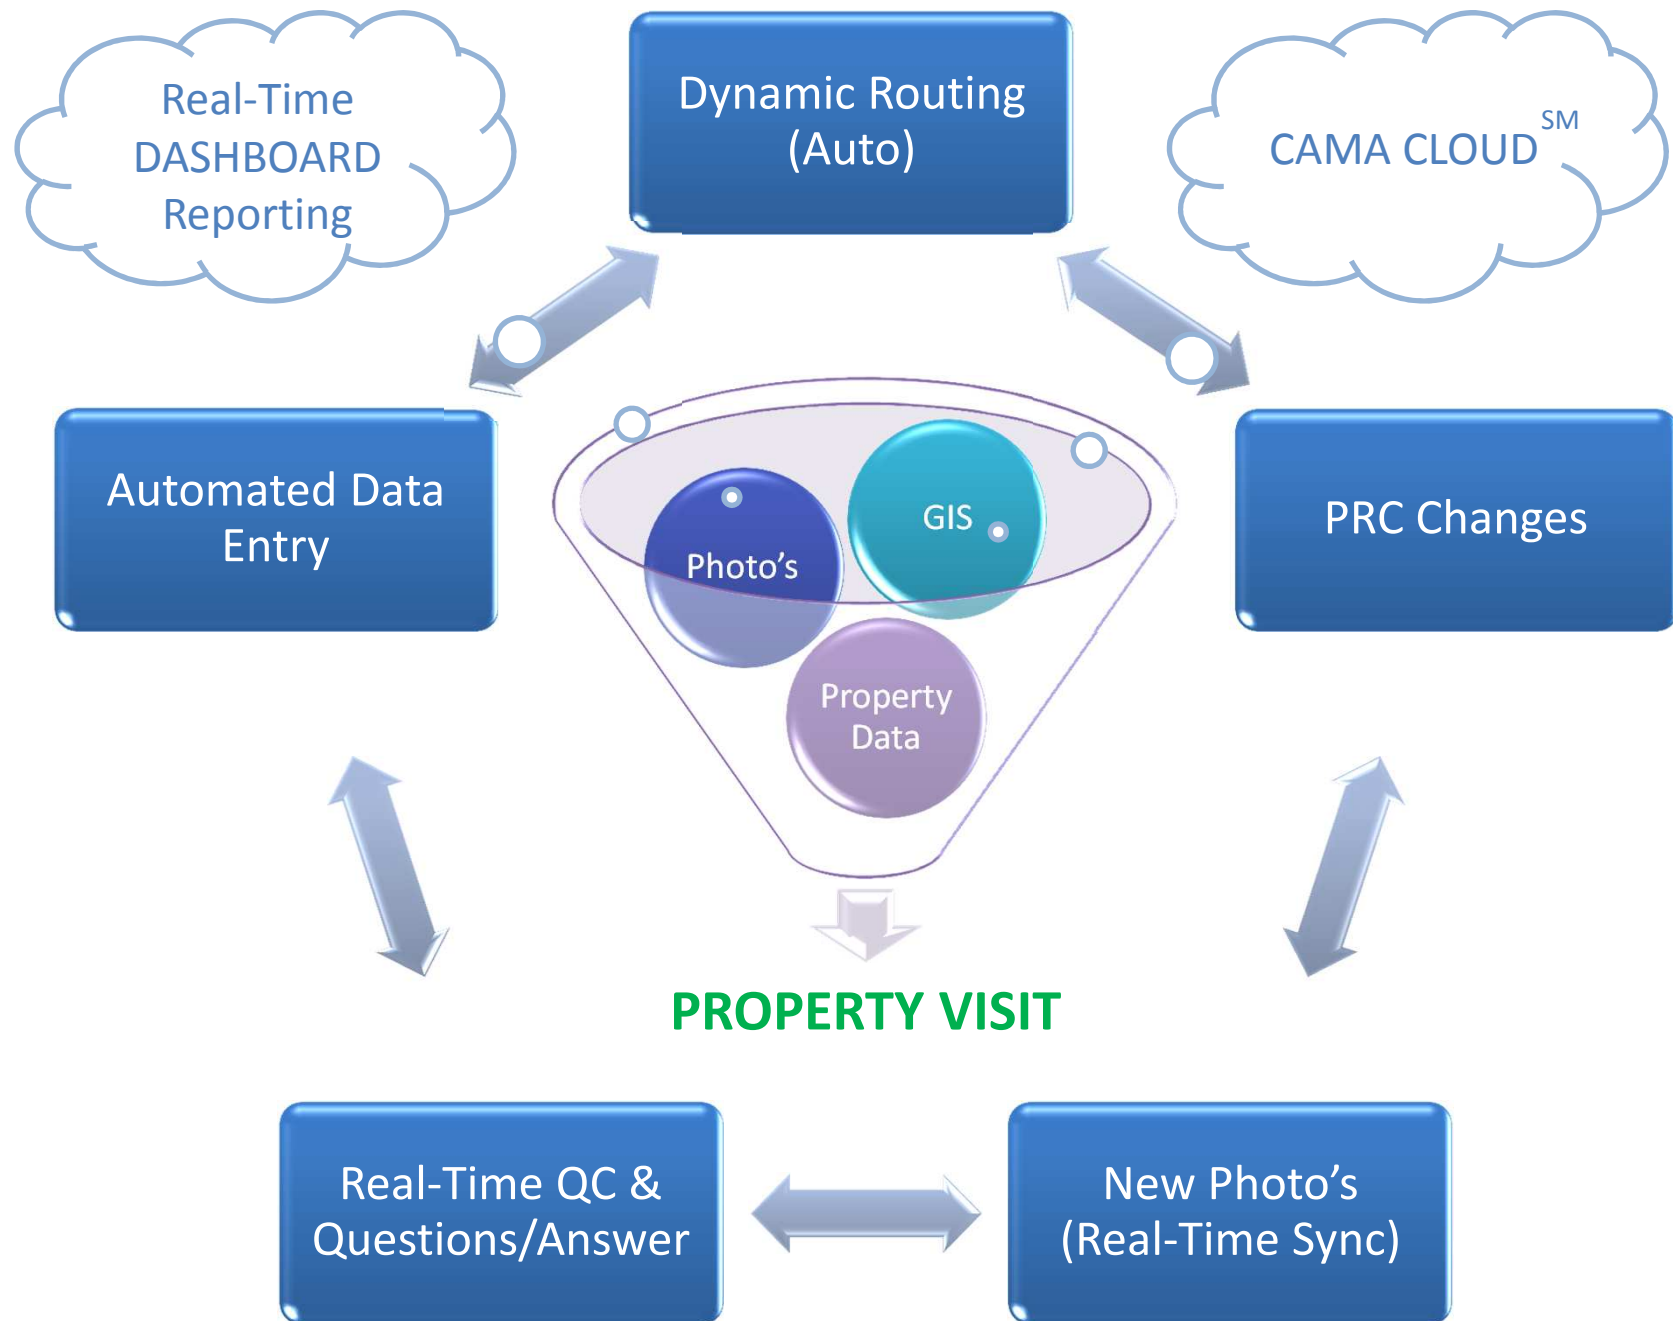 Real-Time
DASHBOARD
Reporting
Dynamic Routing
(Auto)
CAMA CLOUD SM
Automated Data
Entry
GIS
Photo’s
Property
Data
PRC Changes
PROPERTY VISIT
Real-Time QC &
Questions/Answer
New Photo’s
(Real-Time Sync)